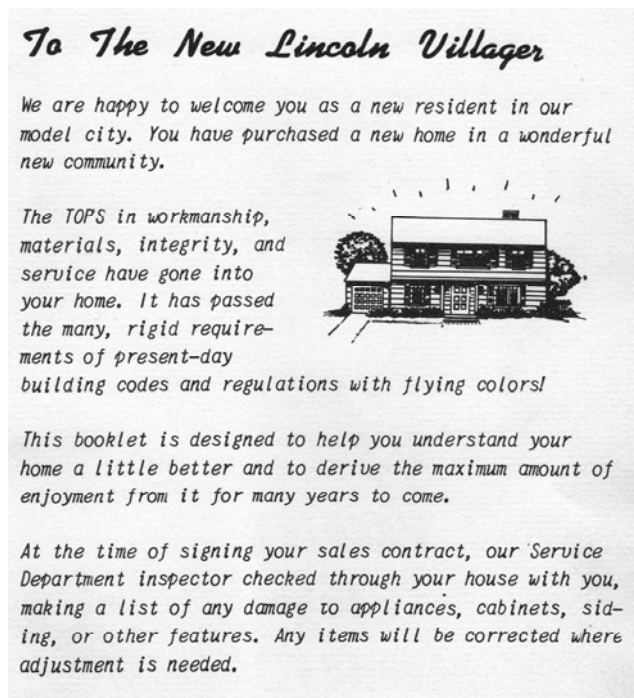 To The New Lincoln Villager
We are happy to welcome you as a new resident in our
model city. You have purchased a new home in a wonderful
new community.
The TOPS in workmanship,
materials, integrity, and
service have gone into
your home. It has passed
the many, rigid require-
ments of present-day
building codes and regulations with flying colors!
This booklet is designed to help you understand your
home a little better and to derive the maximum amount of
enjoyment from it for many years to come.
At the time of signing your sales contract, our Service
Department inspector checked through your house with you,
making a list of any damage to appliances, cabinets, sid-
ing, or other features. Any items will be corrected where
adjustment is needed.